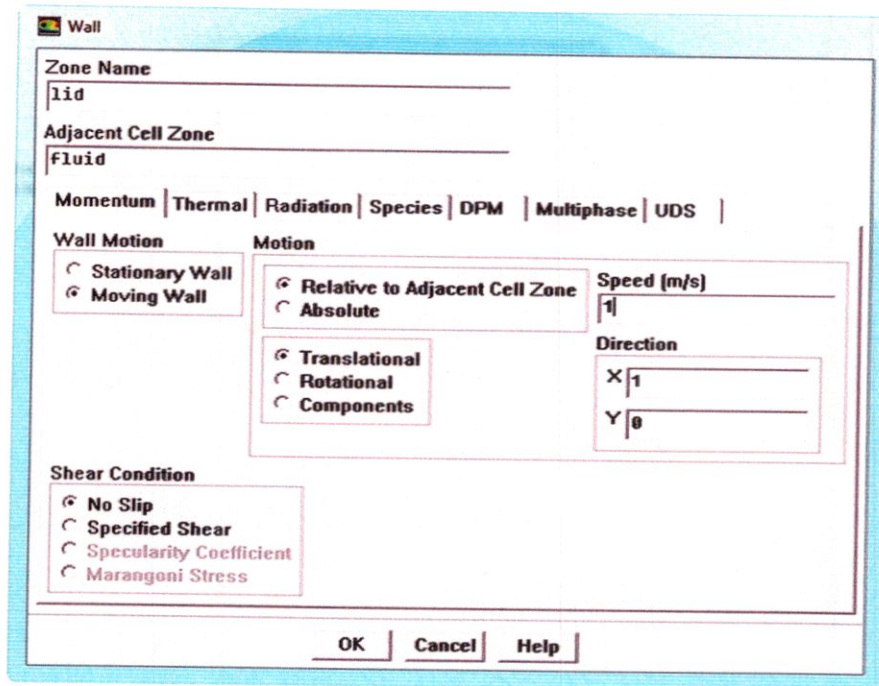 Wall
Zone Name
lid
Adjacent Cell Zone
fluid
Momentum Thermal Radiation Species DPM Multiphase UDS
Wall Motion
Stationary Wall
Moving Wall
Motion
Relative to Adjacent Cell Zone
Absolute
Translational
Rotational
Components
Speed (m/s)
1
Direction
X 1
Y 0
Shear Condition
No Slip
Specified Shear
Specularity Coefficient
Marangoni Stress
OK Cancel Help